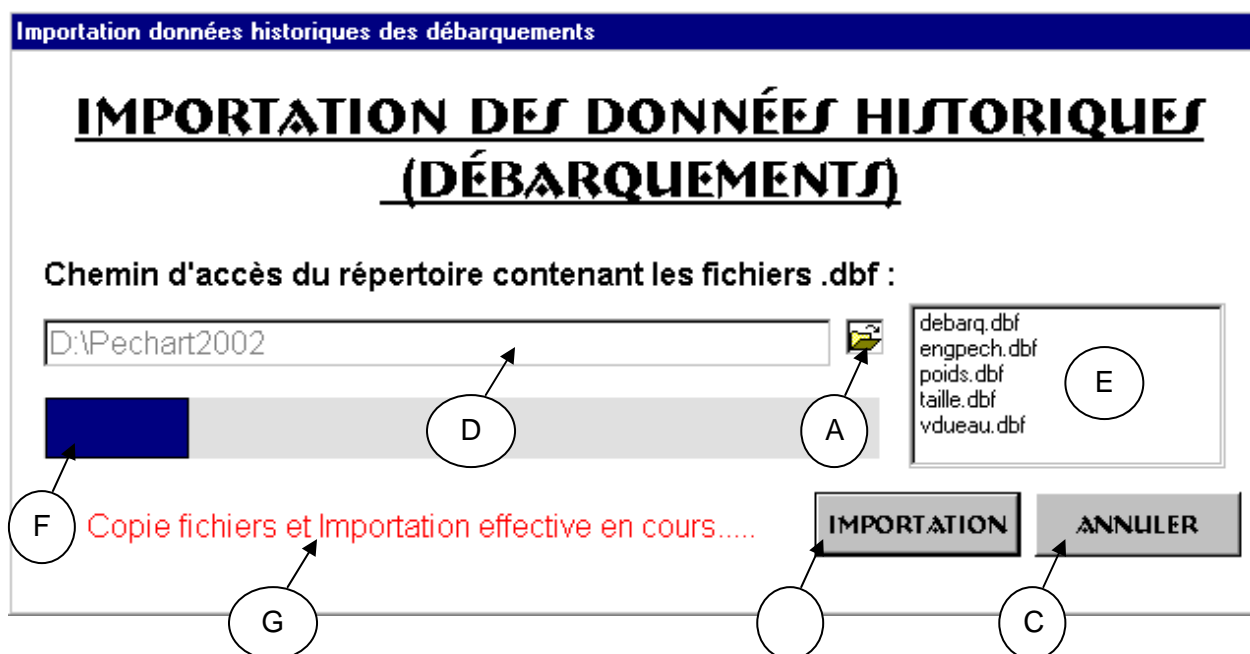 Importation données historiques des débarquements
IMPORTATION DES DONNÉES HISTORIQUES
(DÉBARQUEMENTS)
Chemin d'accès du répertoire contenant les fichiers .dbf :
D:\Pechart2002
debarq.dbf
engpech.dbf
poids.dbf
taille.dbf
vdueau.dbf
E
D
A
F
Copie fichiers et Importation effective en cours.....
IMPORTATION
ANNULER
G
C